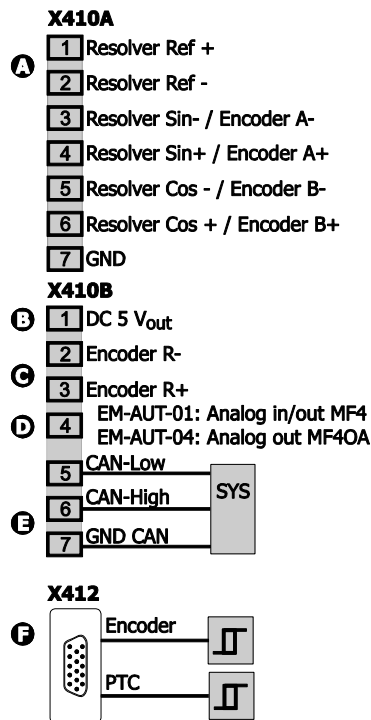 X410A
A
1 Resolver Ref +
2 Resolver Ref -
3 Resolver Sin- / Encoder A-
4 Resolver Sin+ / Encoder A+
5 Resolver Cos - / Encoder B-
6 Resolver Cos + / Encoder B+
7 GND
X410B
B 1 DC 5 Vout
2 Encoder R-
C
3 Encoder R+
D 4 EM-AUT-01: Analog in/out MF4
EM-AUT-04: Analog out MF4OA
5 CAN-Low
SYS
6 CAN-High
E
7 GND CAN
X412
F
Encoder
PTC